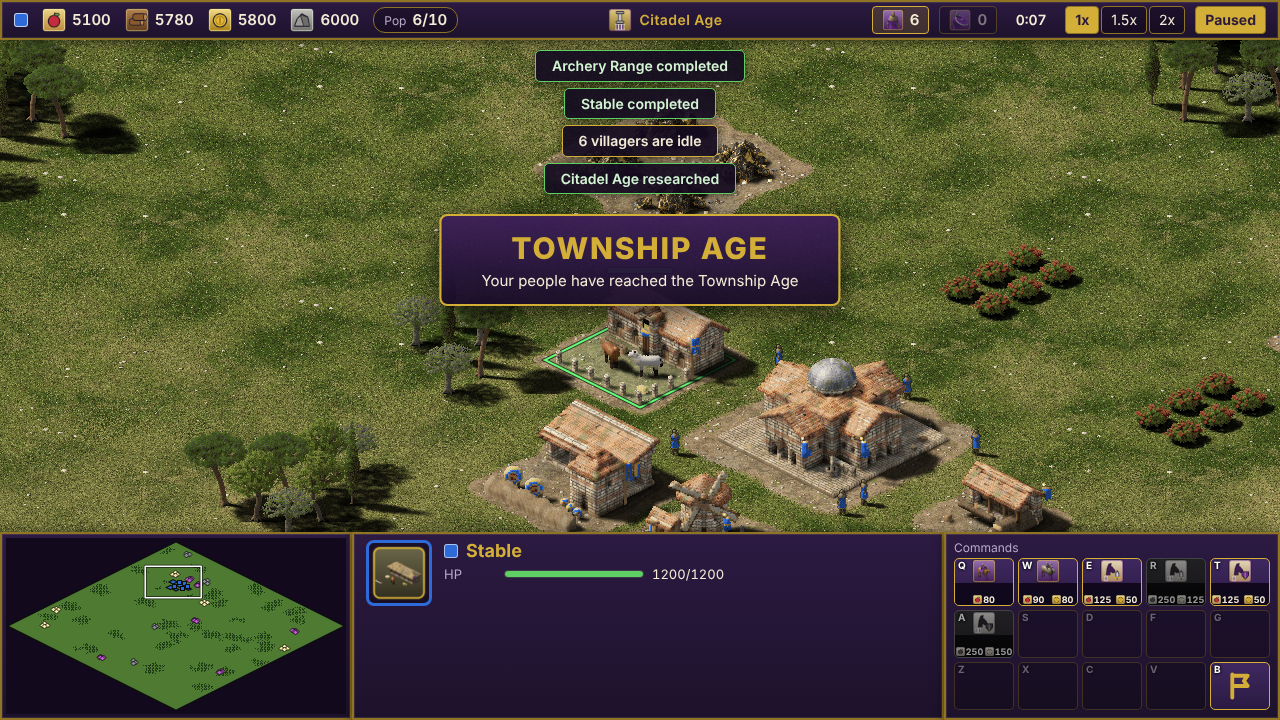 5100 5780 5800 6000 Pop 6/10 Citadel Age 6 0 0:07 1x 1.5x 2x Paused
Archery Range completed
Stable completed
6 villagers are idle
Citadel Age researched
TOWNSHIP AGE
Your people have reached the Township Age
Stable
HP 1200/1200
Commands
Q W E R T
80 90 80 125 50 250 125 125 50
A S D F G
250 150
Z X C V B